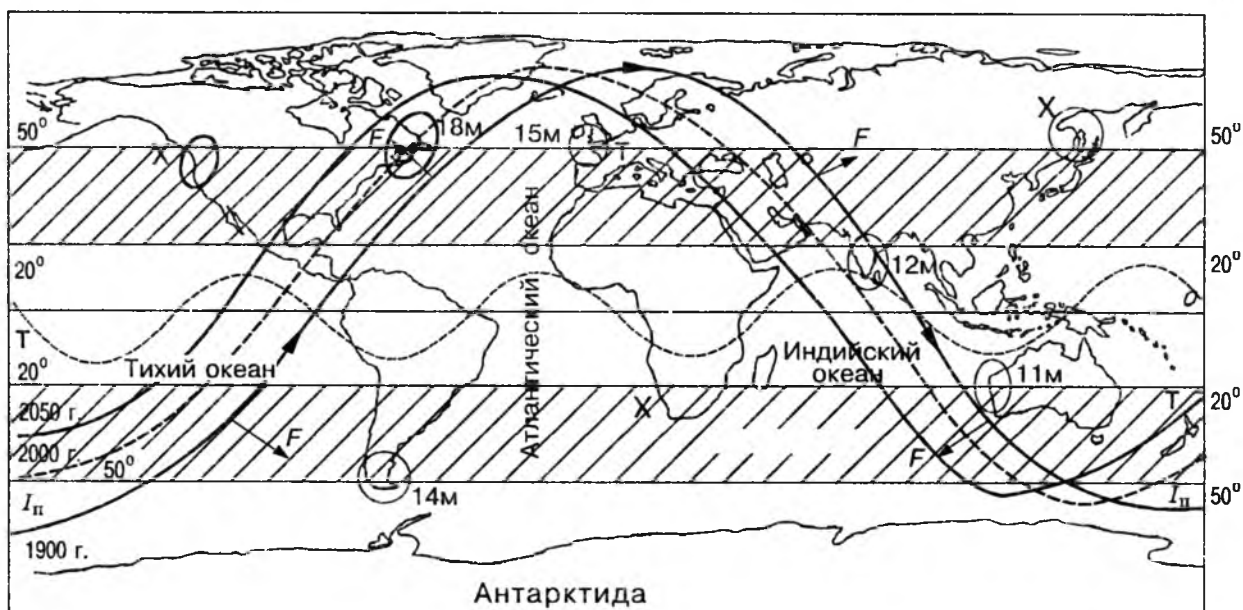 50°
X
F
18м
15м
T
F
X
50°
20°
T
20°
Тихий океан
Атлантический океан
Индийский
океан
12м
11м
20°
0
20°
T
2050 г.
2000 г.
50°
F
X
F
14м
Iп
1900 г.
50°
Iп
Антарктида